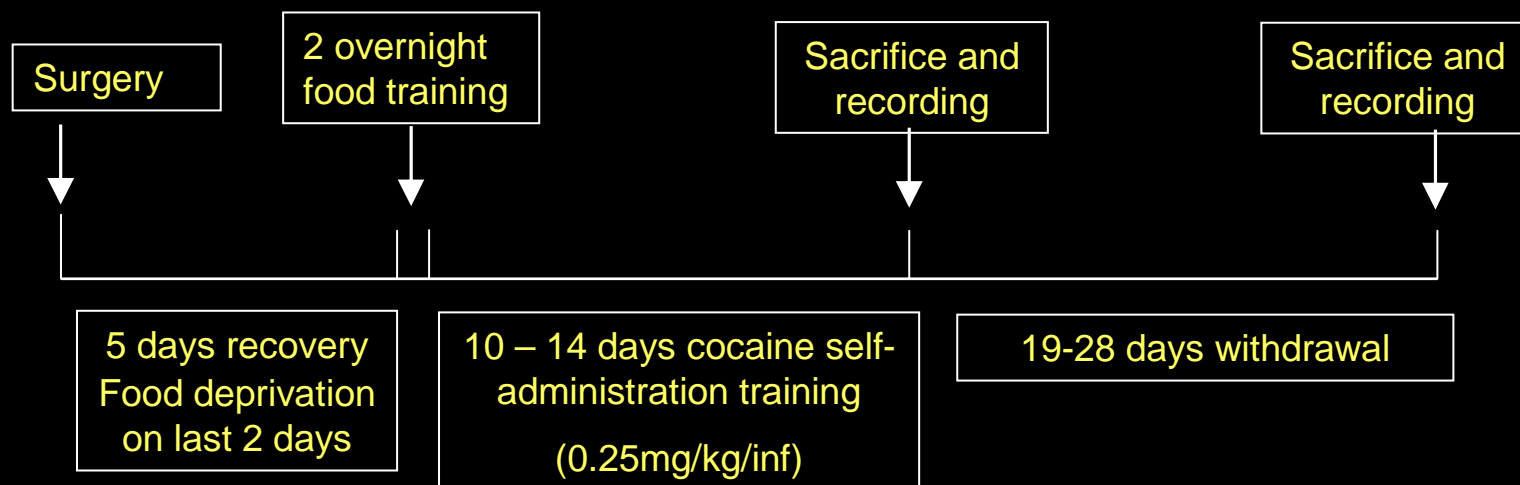 Surgery
2 overnight
food training
Sacrifice and
recording
Sacrifice and
recording
5 days recovery
Food deprivation
on last 2 days
10 – 14 days cocaine self-
administration training
(0.25mg/kg/inf)
19-28 days withdrawal